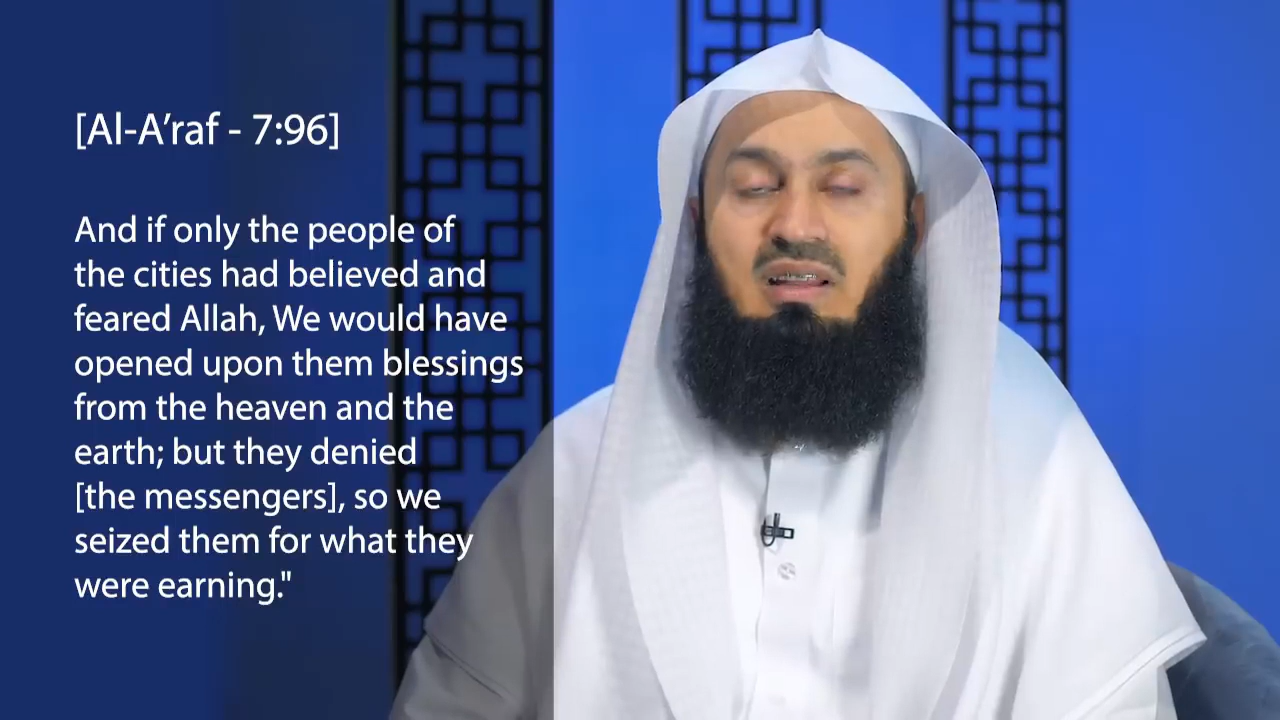 [Al-A’raf - 7:96]
And if only the people of
the cities had believed and
feared Allah, We would have
opened upon them blessings
from the heaven and the
earth; but they denied
[the messengers], so we
seized them for what they
were earning."